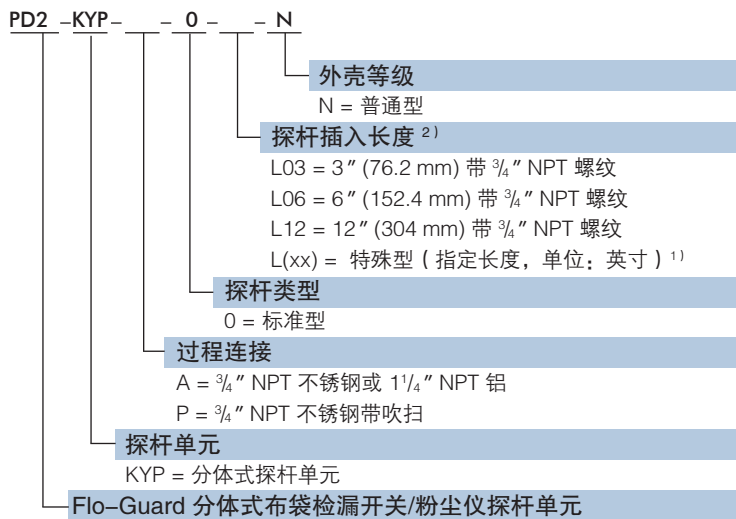 PD2 –KYP– – 0 – – N
外壳等级
N = 普通型
探杆插入长度 ²⁾
L03 = 3″ (76.2 mm) 带 ³⁄₄″ NPT 螺纹
L06 = 6″ (152.4 mm) 带 ³⁄₄″ NPT 螺纹
L12 = 12″ (304 mm) 带 ³⁄₄″ NPT 螺纹
L(xx) = 特殊型（指定长度，单位：英寸）¹⁾
探杆类型
0 = 标准型
过程连接
A = ³⁄₄″ NPT 不锈钢或 1¹⁄₄″ NPT 铝
P = ³⁄₄″ NPT 不锈钢带吹扫
探杆单元
KYP = 分体式探杆单元
Flo–Guard 分体式布袋检漏开关/粉尘仪探杆单元